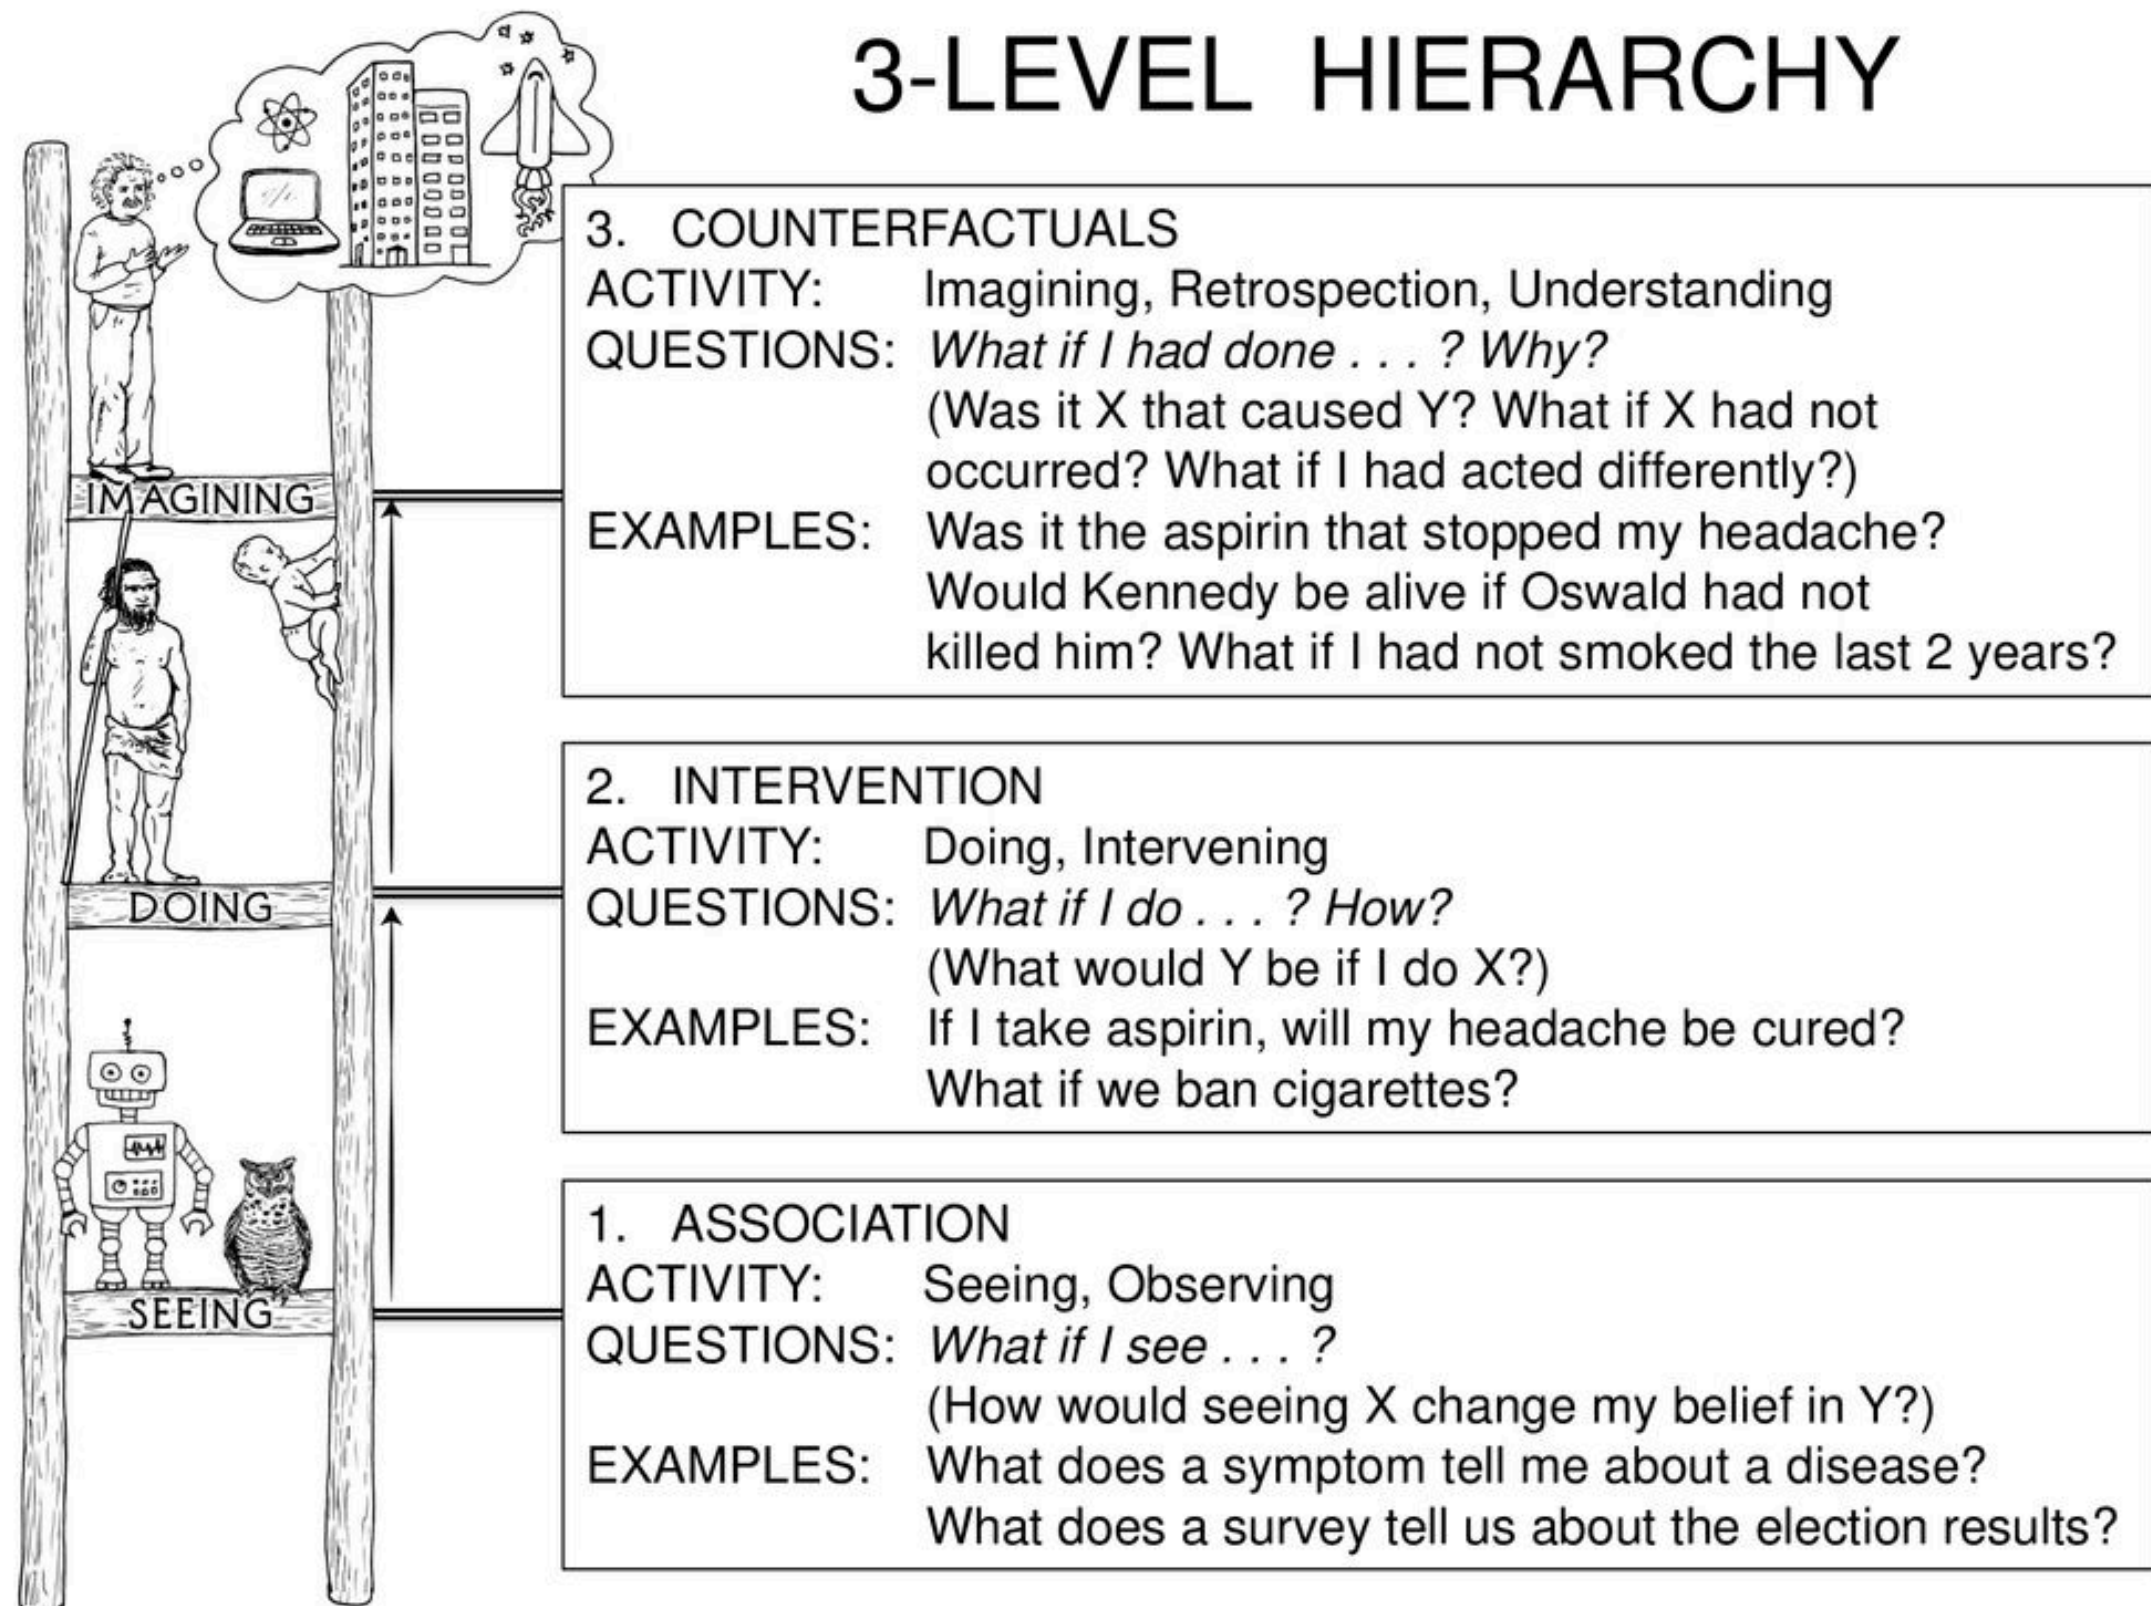 3-LEVEL HIERARCHY
3. COUNTERFACTUALS
ACTIVITY: Imagining, Retrospection, Understanding
QUESTIONS: What if I had done . . . ? Why?
(Was it X that caused Y? What if X had not
occurred? What if I had acted differently?)
EXAMPLES: Was it the aspirin that stopped my headache?
Would Kennedy be alive if Oswald had not
killed him? What if I had not smoked the last 2 years?
IMAGINING
2. INTERVENTION
ACTIVITY: Doing, Intervening
QUESTIONS: What if I do . . . ? How?
(What would Y be if I do X?)
EXAMPLES: If I take aspirin, will my headache be cured?
What if we ban cigarettes?
DOING
1. ASSOCIATION
ACTIVITY: Seeing, Observing
QUESTIONS: What if I see . . . ?
(How would seeing X change my belief in Y?)
EXAMPLES: What does a symptom tell me about a disease?
What does a survey tell us about the election results?
SEEING